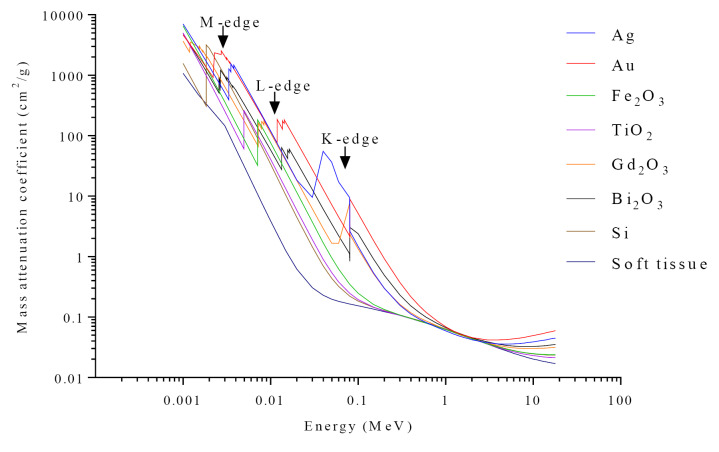 Mass attenuation coefficient (cm²/g)
10000
1000
100
10
1
0.1
0.01
M-edge
L-edge
K-edge
Ag
Au
Fe₂O₃
TiO₂
Gd₂O₃
Bi₂O₃
Si
Soft tissue
0.001
0.01
0.1
1
10
100
Energy (MeV)